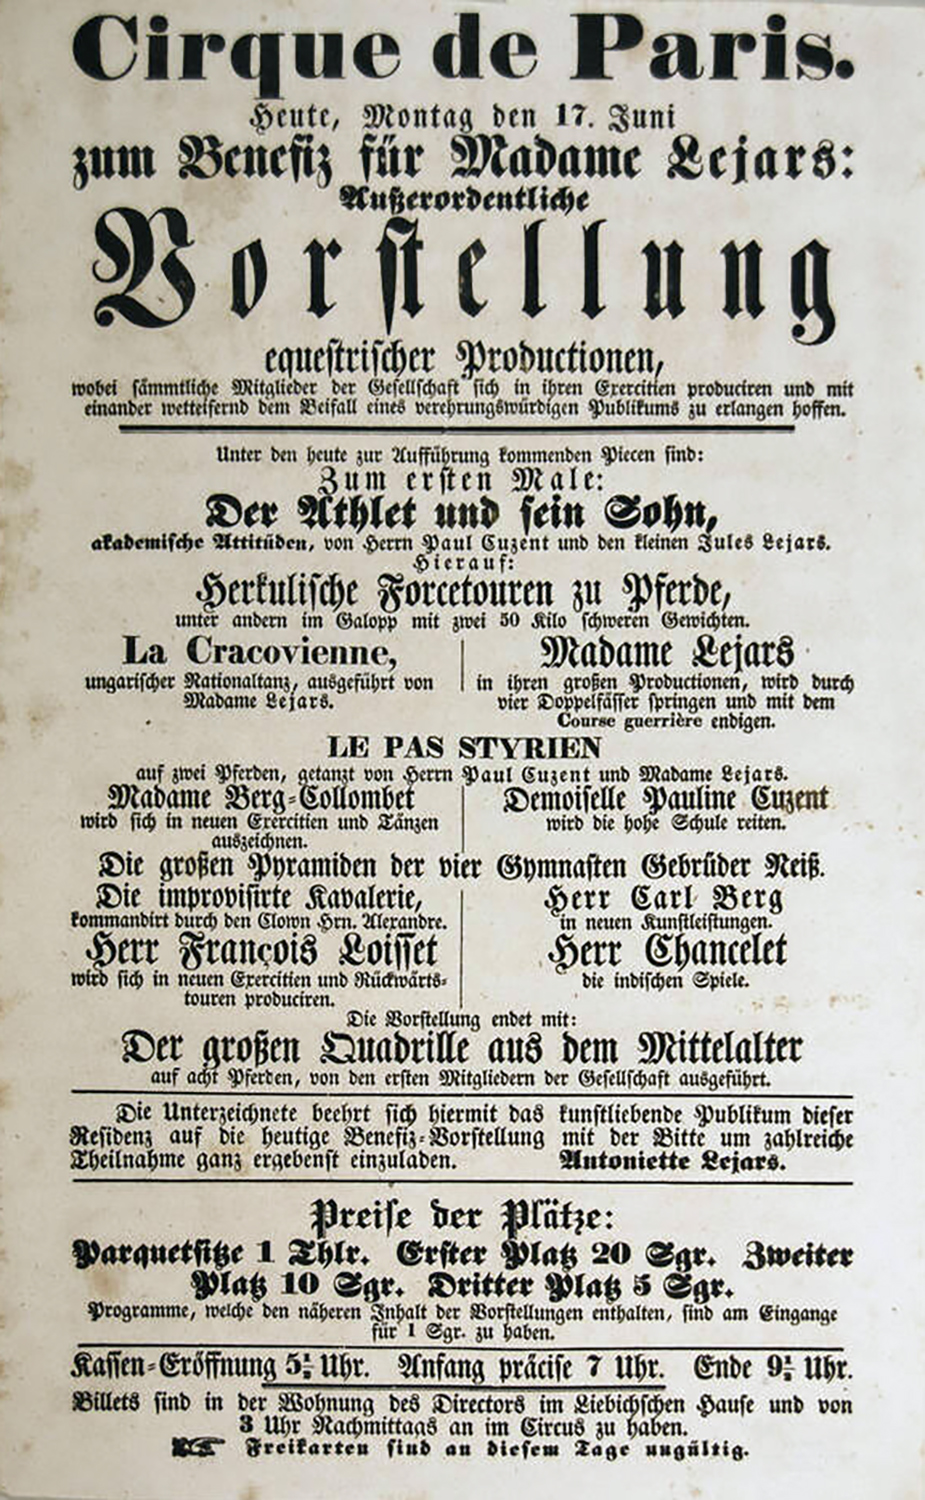 Cirque de Paris.
Heute, Montag den 17. Juni
zum Benefiz für Madame Lejars:
Außerordentliche
Vorstellung
equestrischer Productionen,
wobei sämmtliche Mitglieder der Gesellschaft sich in ihren Exercitien produciren und mit
einander wetteifernd dem Beifall eines verehrungswürdigen Publikums zu erlangen hoffen.
Unter den heute zur Aufführung kommenden Piecen sind:
Zum ersten Male:
Der Athlet und sein Sohn,
akademische Attitüden, von Herrn Paul Cuzent und den kleinen Jules Lejars.
Hierauf:
Herkulische Forcetouren zu Pferde,
unter andern im Galopp mit zwei 50 Kilo schweren Gewichten.
La Cracovienne,
ungarischer Nationaltanz, ausgeführt von
Madame Lejars.
Madame Lejars
in ihren großen Productionen, wird durch
vier Doppelfässer springen und mit dem
Course guerrière endigen.
LE PAS STYRIEN
auf zwei Pferden, getanzt von Herrn Paul Cuzent und Madame Lejars.
Madame Berg-Collombet
wird sich in neuen Exercitien und Tänzen
auszeichnen.
Demoiselle Pauline Cuzent
wird die hohe Schule reiten.
Die großen Pyramiden der vier Gymnasten Gebrüder Neiß.
Die improvisirte Kavalerie,
kommandirt durch den Clown Hrn. Alexandre.
Herr Carl Berg
in neuen Kunstleistungen.
Herr François Loisset
wird sich in neuen Exercitien und Rückwärts-
touren produciren.
Herr Chancelet
die indischen Spiele.
Die Vorstellung endet mit:
Der großen Quadrille aus dem Mittelalter
auf acht Pferden, von den ersten Mitgliedern der Gesellschaft ausgeführt.
Die Unterzeichnete beehrt sich hiermit das kunstliebende Publikum dieser
Residenz auf die heutige Benefiz-Vorstellung mit der Bitte um zahlreiche
Theilnahme ganz ergebenst einzuladen. Antoniette Lejars.
Preise der Plätze:
Parquetsitze 1 Thlr. Erster Platz 20 Sgr. Zweiter
Platz 10 Sgr. Dritter Platz 5 Sgr.
Programme, welche den näheren Inhalt der Vorstellungen enthalten, sind am Eingange
für 1 Sgr. zu haben.
Kassen-Eröffnung 5½ Uhr. Anfang präcise 7 Uhr. Ende 9½ Uhr.
Billets sind in der Wohnung des Directors im Liebichschen Hause und von
3 Uhr Nachmittags an im Circus zu haben.
☞ Freikarten sind an diesem Tage ungültig.